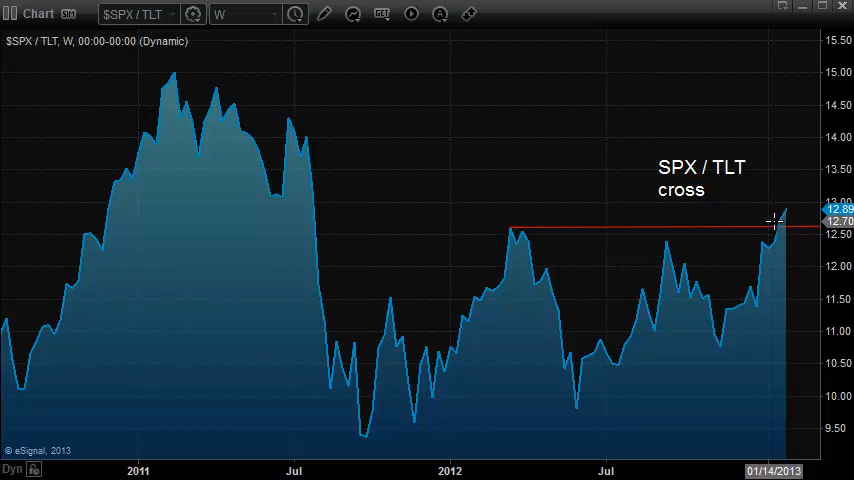 Chart SIM $SPX / TLT W GET A
$SPX / TLT, W, 00:00-00:00 (Dynamic)
15.50
15.00
14.50
14.00
13.50
SPX / TLT
cross
13.00
12.89
12.70
12.50
12.00
11.50
11.00
10.50
10.00
9.50
© eSignal, 2013
Dyn 2011 Jul 2012 Jul 01/14/2013